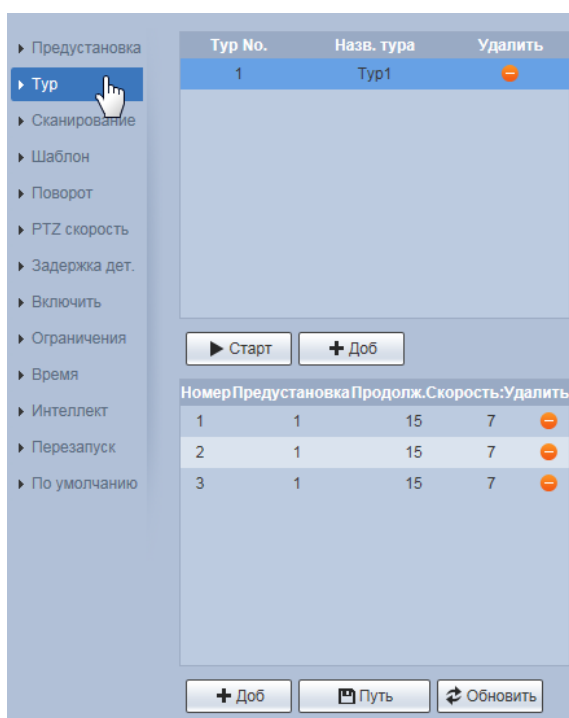 Предустановка
Тур
Сканирование
Шаблон
Поворот
PTZ скорость
Задержка дет.
Включить
Ограничения
Время
Интеллект
Перезапуск
По умолчанию
Тур No. Назв. тура Удалить
1 Тур1
Старт Доб
Номер Предустановка Продолж. Скорость: Удалить
1 1 15 7
2 1 15 7
3 1 15 7
Доб Путь Обновить